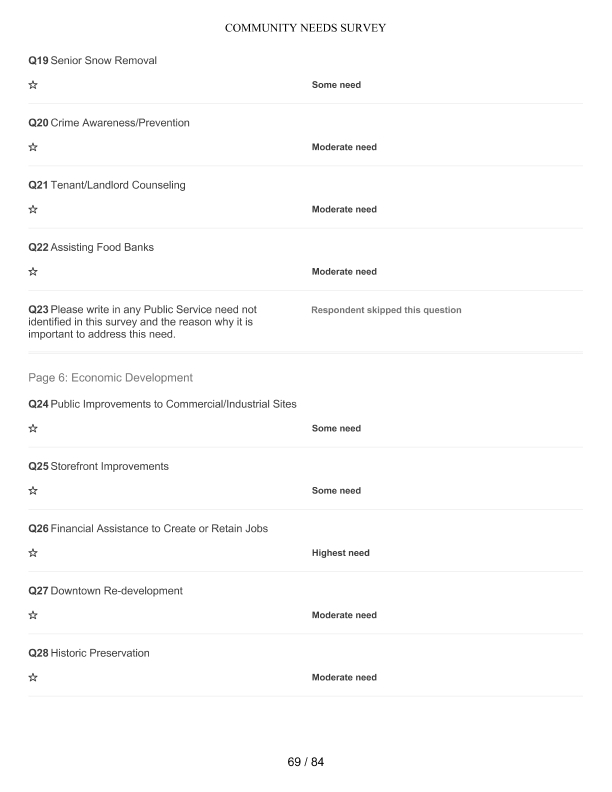 COMMUNITY NEEDS SURVEY
Q19 Senior Snow Removal
☆ Some need
Q20 Crime Awareness/Prevention
☆ Moderate need
Q21 Tenant/Landlord Counseling
☆ Moderate need
Q22 Assisting Food Banks
☆ Moderate need
Q23 Please write in any Public Service need not
identified in this survey and the reason why it is
important to address this need.
Respondent skipped this question
Page 6: Economic Development
Q24 Public Improvements to Commercial/Industrial Sites
☆ Some need
Q25 Storefront Improvements
☆ Some need
Q26 Financial Assistance to Create or Retain Jobs
☆ Highest need
Q27 Downtown Re-development
☆ Moderate need
Q28 Historic Preservation
☆ Moderate need
69 / 84